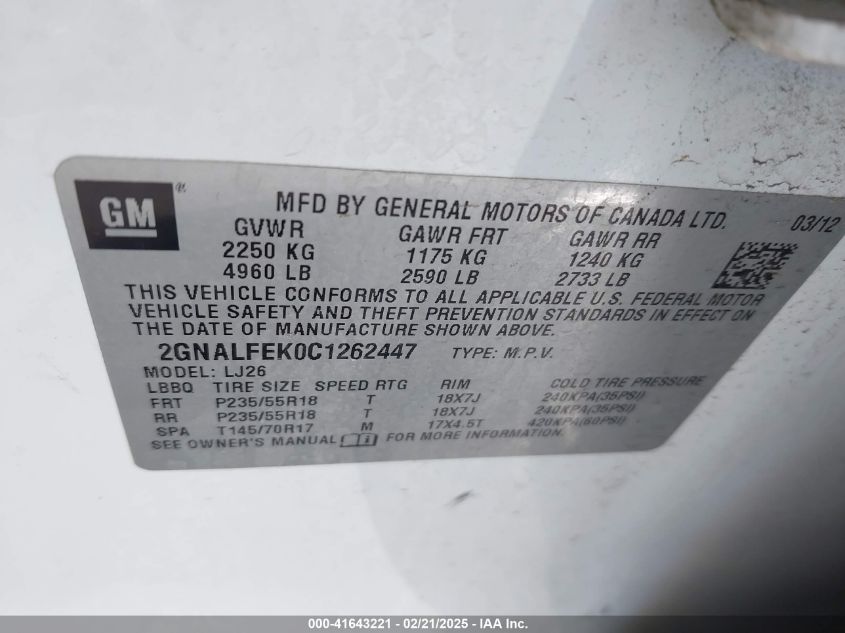 GM ®
MFD BY GENERAL MOTORS OF CANADA LTD. 03/12
GVWR GAWR FRT GAWR RR
2250 KG 1175 KG 1240 KG
4960 LB 2590 LB 2733 LB
THIS VEHICLE CONFORMS TO ALL APPLICABLE U.S. FEDERAL MOTOR
VEHICLE SAFETY AND THEFT PREVENTION STANDARDS IN EFFECT ON
THE DATE OF MANUFACTURE SHOWN ABOVE.
2GNALFEK0C1262447 TYPE: M.P.V.
MODEL: LJ26
LBBQ TIRE SIZE SPEED RTG RIM COLD TIRE PRESSURE
FRT P235/55R18 T 18X7J 240KPA(35PSI)
RR P235/55R18 T 18X7J 240KPA(35PSI)
SPA T145/70R17 M 17X4.5T 420KPA(60PSI)
SEE OWNER'S MANUAL i FOR MORE INFORMATION.
000-41643221 - 02/21/2025 - IAA Inc.